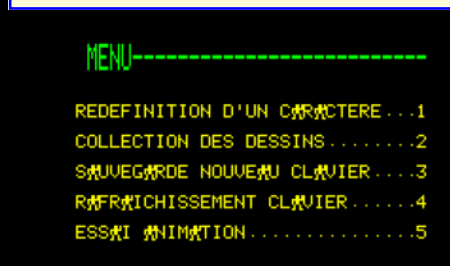 MENU--------------------------
REDEFINITION D'UN CARACTERE...1
COLLECTION DES DESSINS........2
SAUVEGARDE NOUVEAU CLAVIER....3
RAFRAICHISSEMENT CLAVIER......4
ESSAI ANIMATION...............5